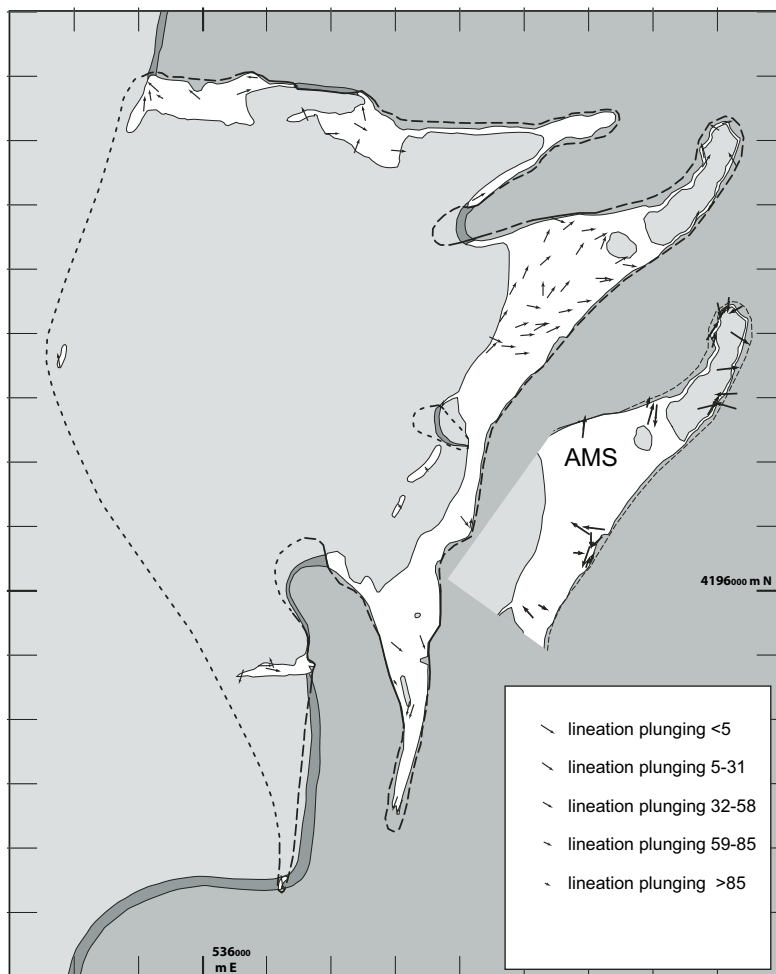 AMS
4196000 m N
lineation plunging <5
lineation plunging 5-31
lineation plunging 32-58
lineation plunging 59-85
lineation plunging >85
536000
m E